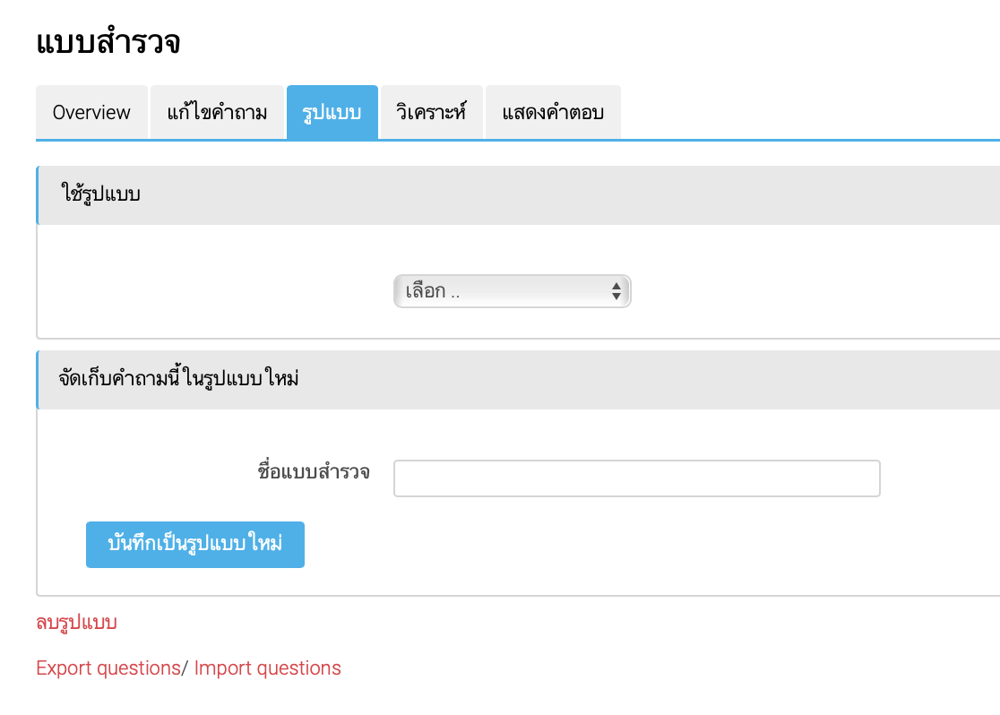 แบบสำรวจ
Overview แก้ไขคำถาม รูปแบบ วิเคราะห์ แสดงคำตอบ
ใช้รูปแบบ
เลือก ..
จัดเก็บคำถามนี้ ในรูปแบบ ใหม่
ชื่อแบบสำรวจ
บันทึกเป็นรูปแบบ ใหม่
ลบรูปแบบ
Export questions/ Import questions